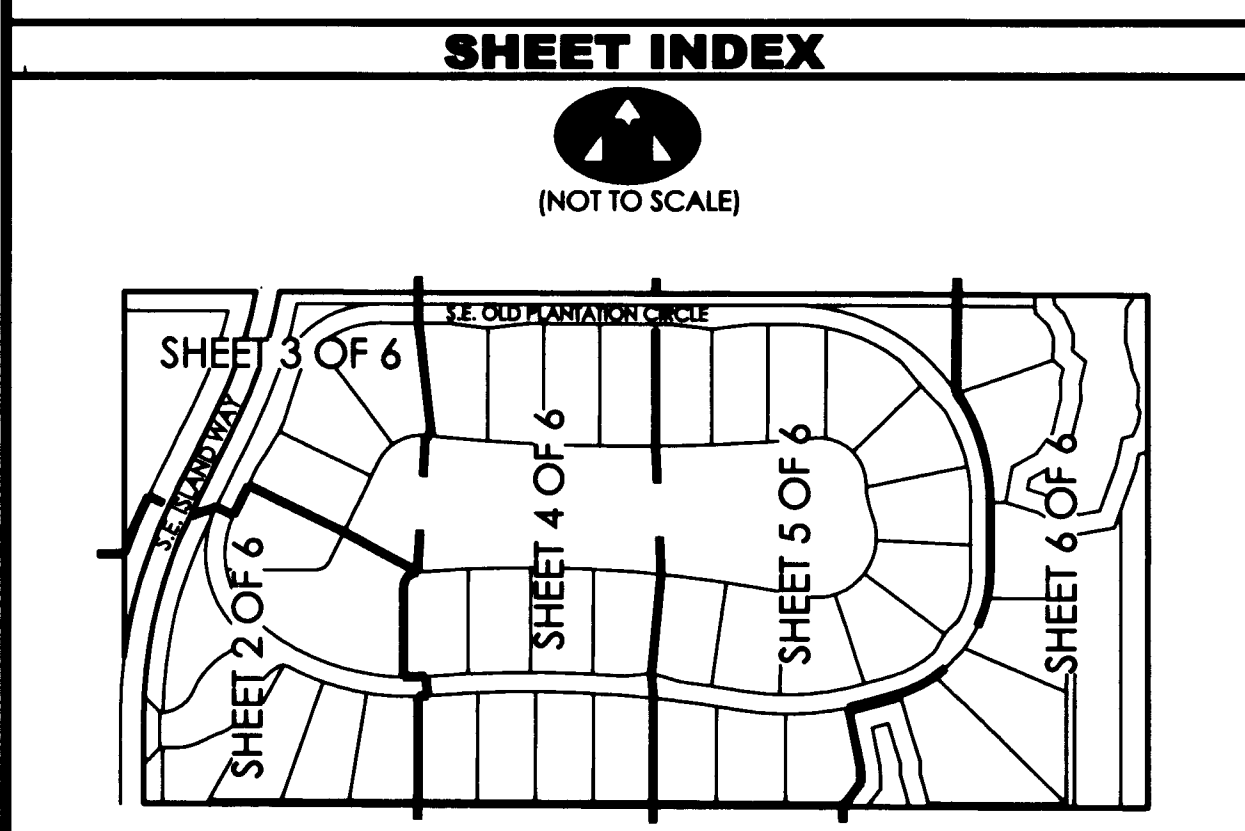 SHEET INDEX
(NOT TO SCALE)
S.E. OLD PLANTATION CIRCLE
SHEET 3 OF 6
S.E. ISLAND WAY
SHEET 2 OF 6
SHEET 4 OF 6
SHEET 5 OF 6
SHEET 6 OF 6